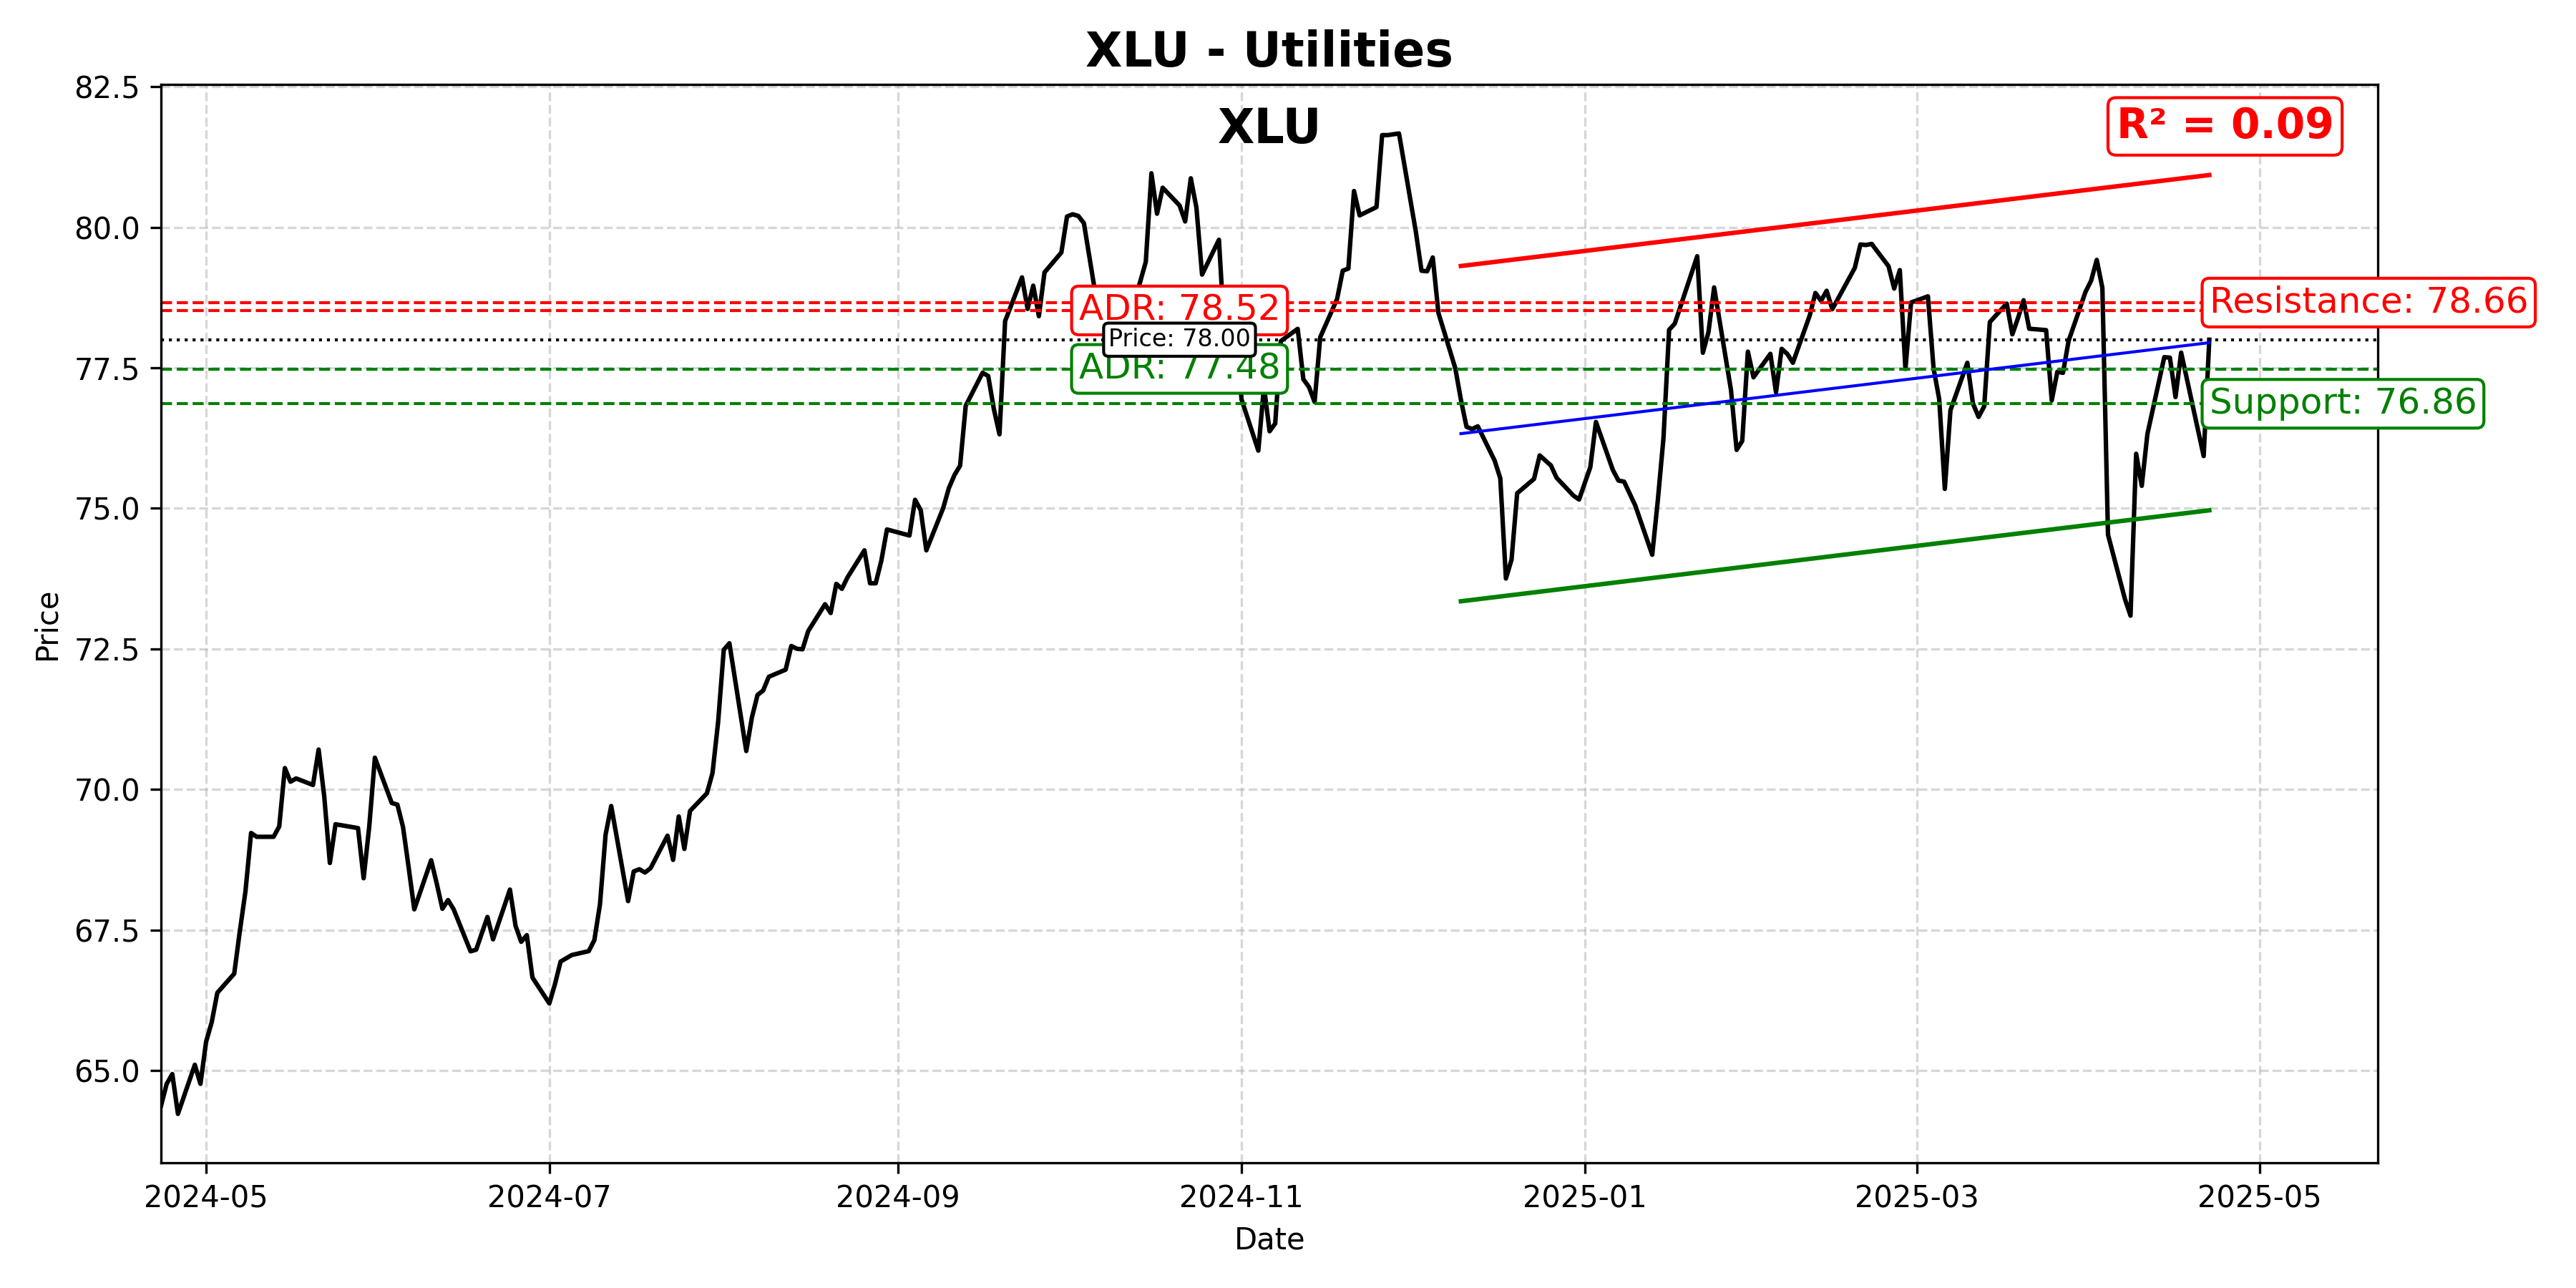 XLU - Utilities
XLU
R² = 0.09
82.5
80.0
77.5
75.0
72.5
70.0
67.5
65.0
Price
ADR: 78.52
Price: 78.00
ADR: 77.48
Resistance: 78.66
Support: 76.86
2024-05
2024-07
2024-09
2024-11
2025-01
2025-03
2025-05
Date